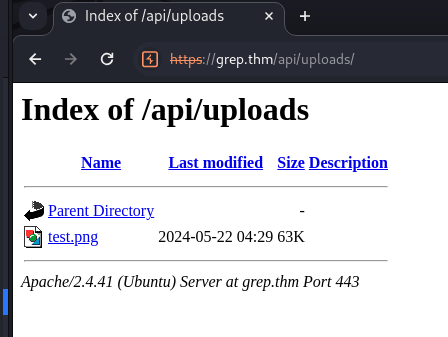 Index of /api/uploads
https://grep.thm/api/uploads/
Index of /api/uploads
Name Last modified Size Description
Parent Directory -
test.png 2024-05-22 04:29 63K
Apache/2.4.41 (Ubuntu) Server at grep.thm Port 443